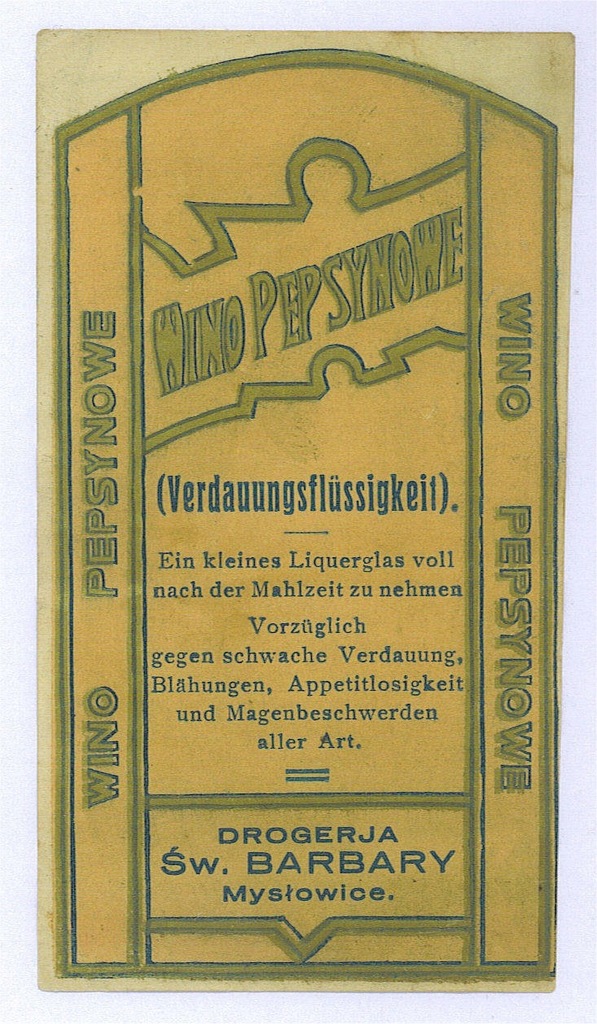 WINO PEPSYNOWE
WINO PEPSYNOWE
(Verdauungsflüssigkeit).
Ein kleines Liquerglas voll
nach der Mahlzeit zu nehmen
Vorzüglich
gegen schwache Verdauung,
Blähungen, Appetitlosigkeit
und Magenbeschwerden
aller Art.
DROGERJA
Św. BARBARY
Mysłowice.
WINO PEPSYNOWE